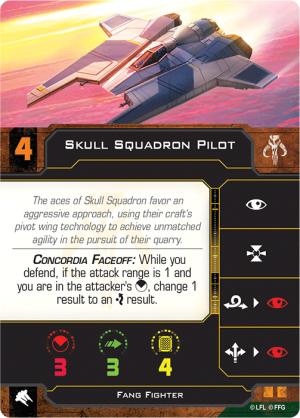 4
SKULL SQUADRON PILOT
The aces of Skull Squadron favor an
aggressive approach, using their craft's
pivot wing technology to achieve unmatched
agility in the pursuit of their quarry.
CONCORDIA FACEOFF: While you
defend, if the attack range is 1 and
you are in the attacker's , change 1
result to an result.
3 3 4
FANG FIGHTER
©LFL ©FFG